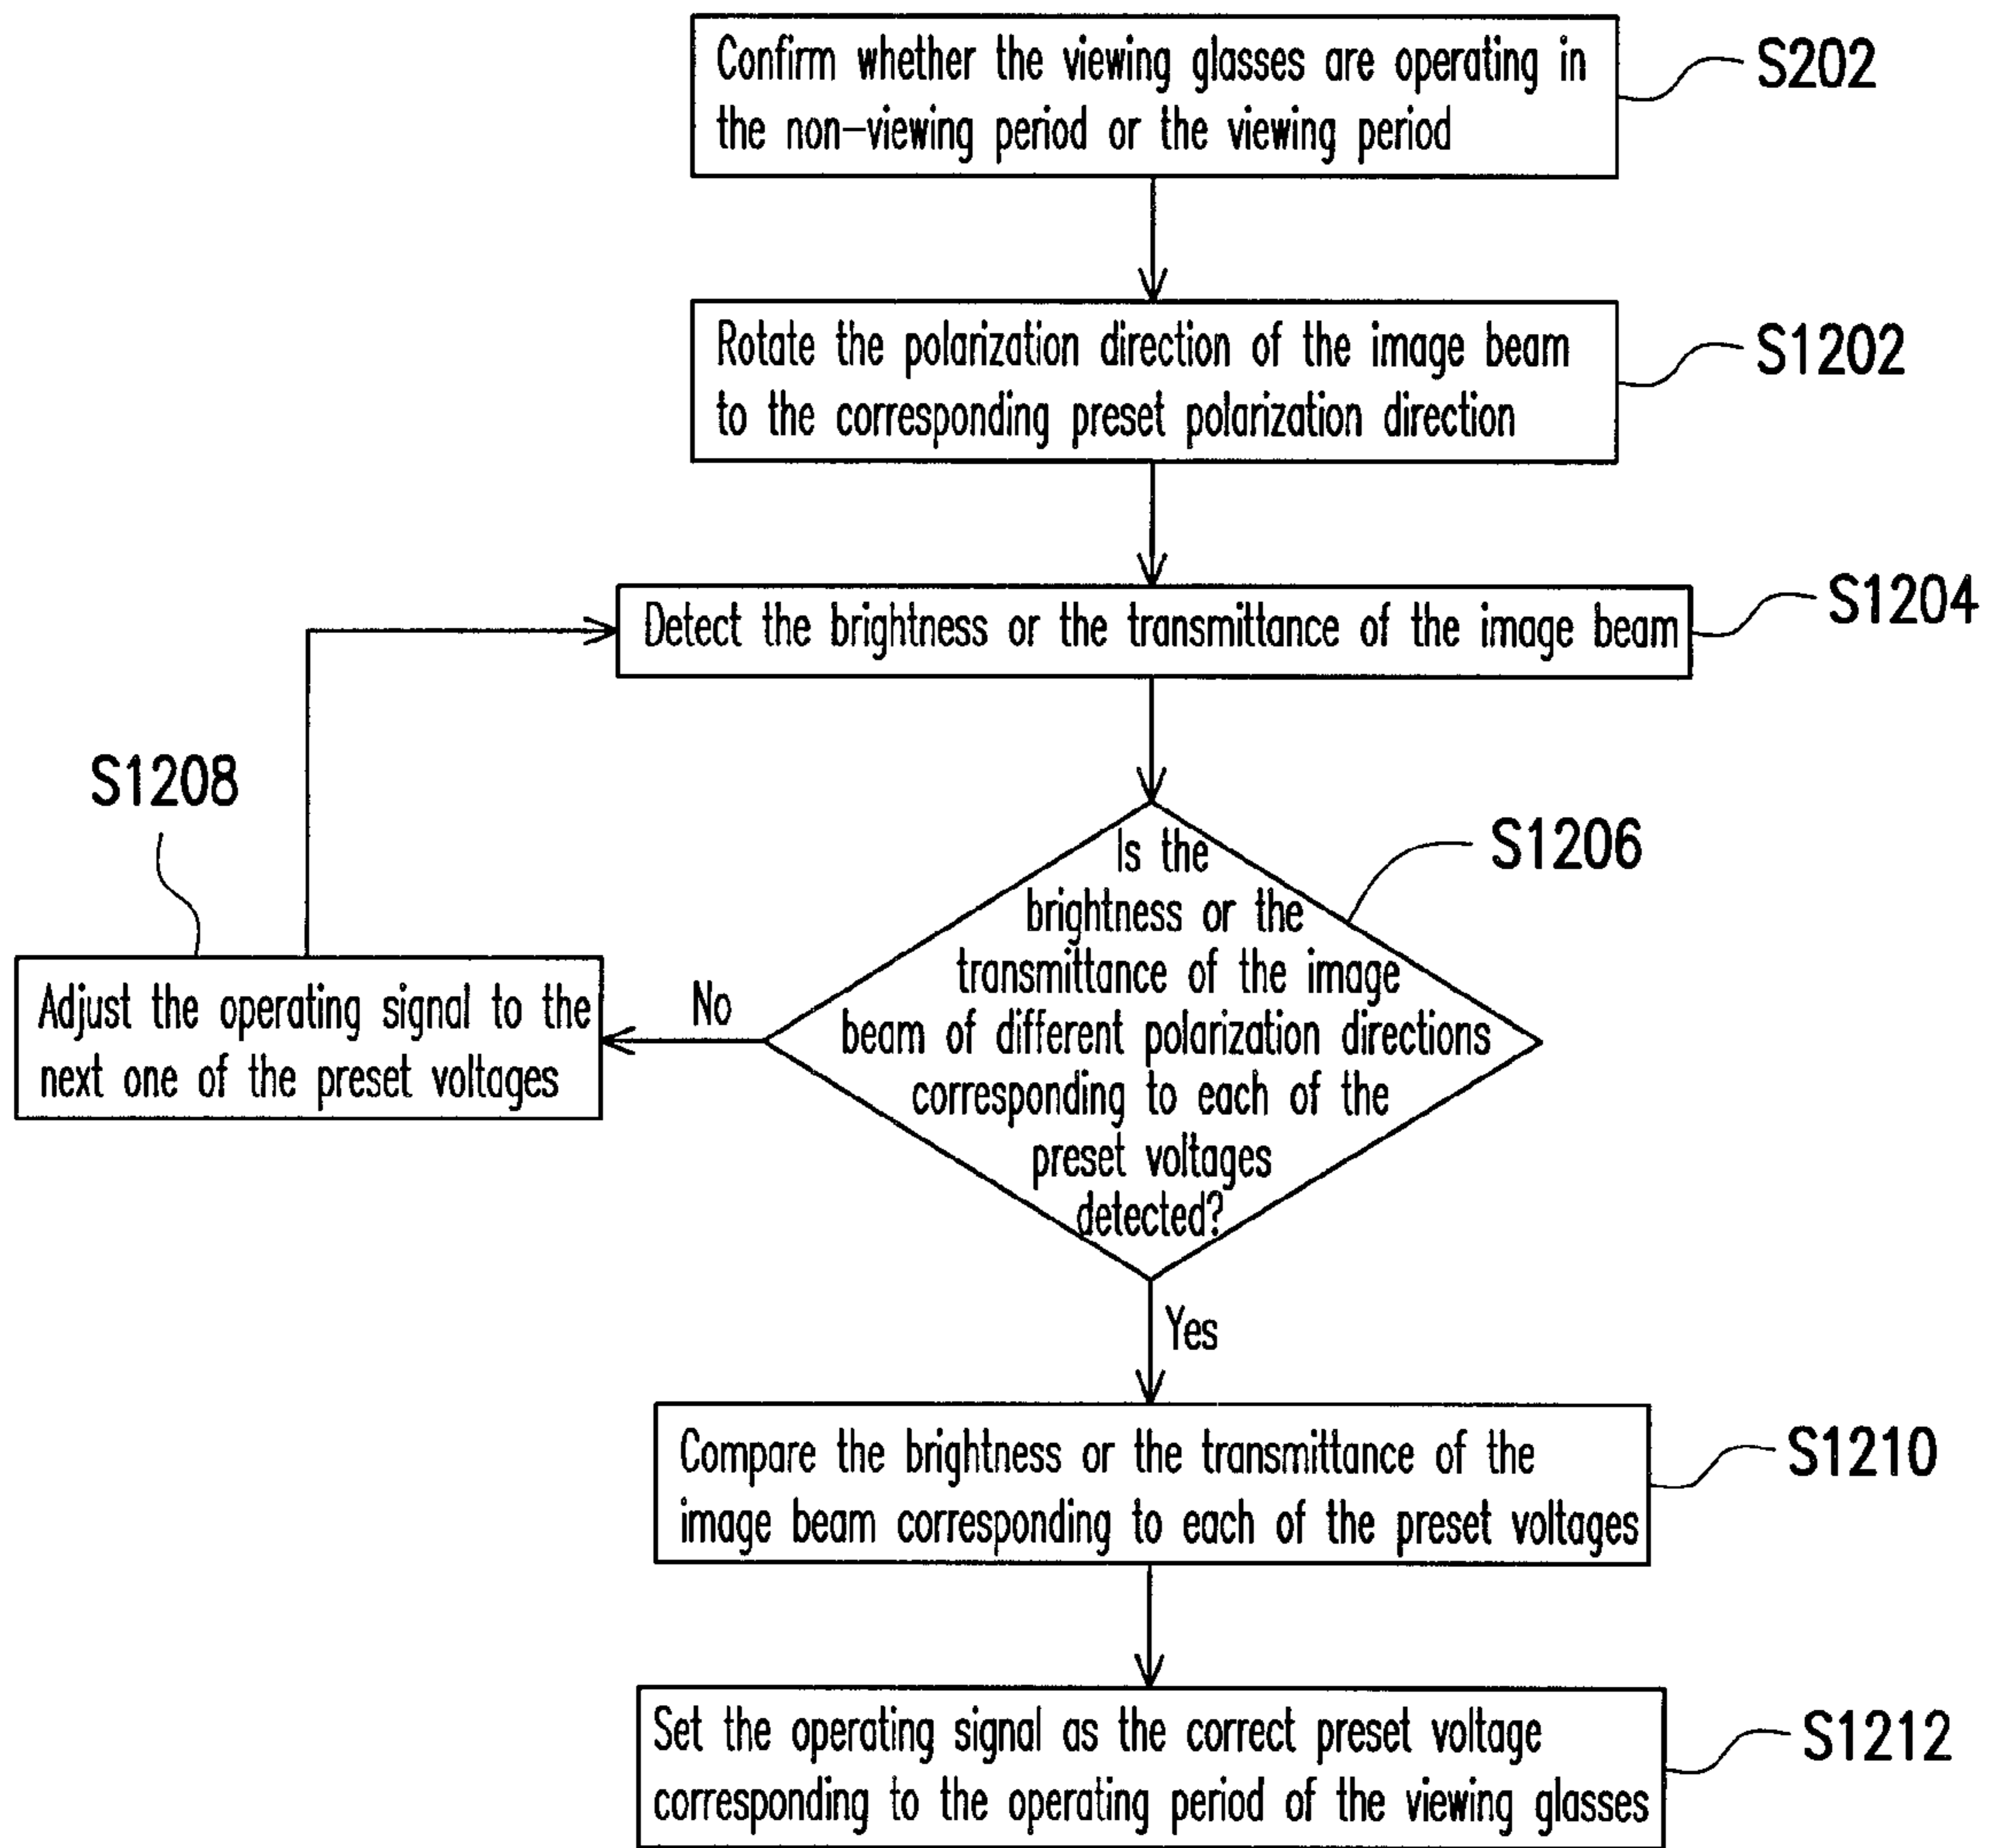 Confirm whether the viewing glasses are operating in
the non-viewing period or the viewing period
S202
Rotate the polarization direction of the image beam
to the corresponding preset polarization direction
S1202
Detect the brightness or the transmittance of the image beam
S1204
Is the
brightness or the
transmittance of the image
beam of different polarization directions
corresponding to each of the
preset voltages
detected?
S1206
No
S1208
Adjust the operating signal to the
next one of the preset voltages
Yes
Compare the brightness or the transmittance of the
image beam corresponding to each of the preset voltages
S1210
Set the operating signal as the correct preset voltage
corresponding to the operating period of the viewing glasses
S1212